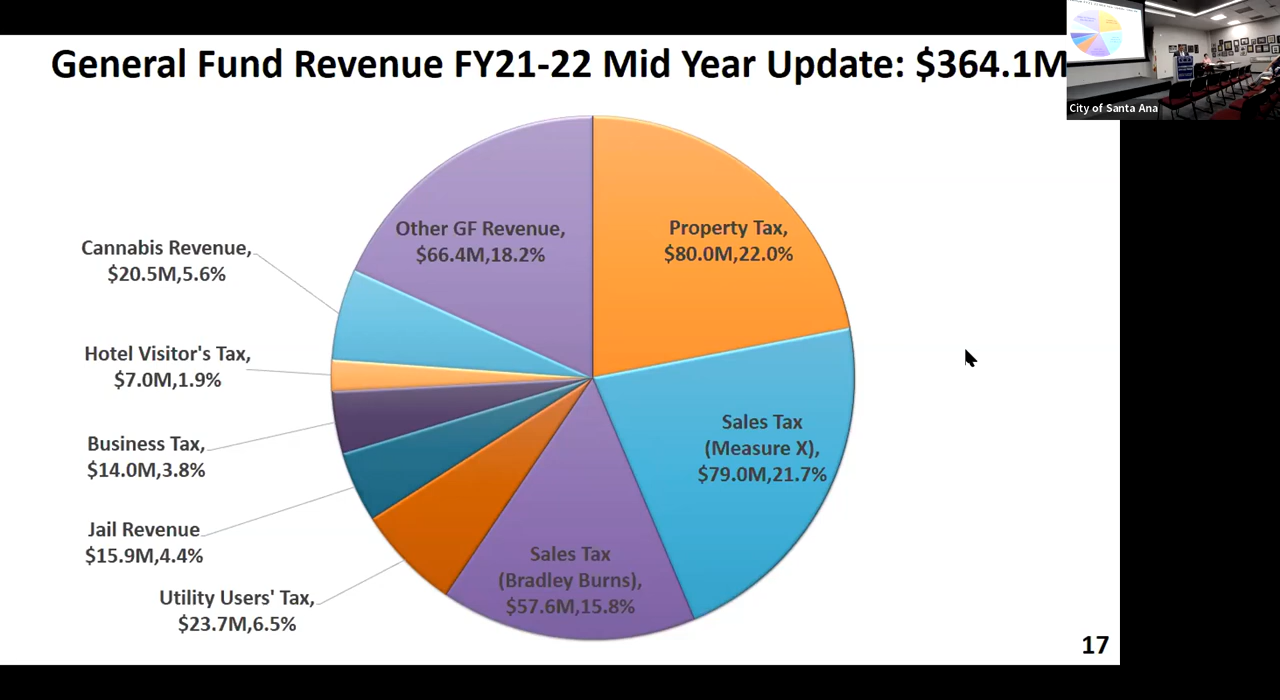 General Fund Revenue FY21-22 Mid Year Update: $364.1M
City of Santa Ana
Other GF Revenue,
$66.4M,18.2%
Property Tax,
$80.0M,22.0%
Cannabis Revenue,
$20.5M,5.6%
Hotel Visitor's Tax,
$7.0M,1.9%
Sales Tax
(Measure X),
$79.0M,21.7%
Business Tax,
$14.0M,3.8%
Jail Revenue
$15.9M,4.4%
Sales Tax
(Bradley Burns),
$57.6M,15.8%
Utility Users' Tax,
$23.7M,6.5%
17